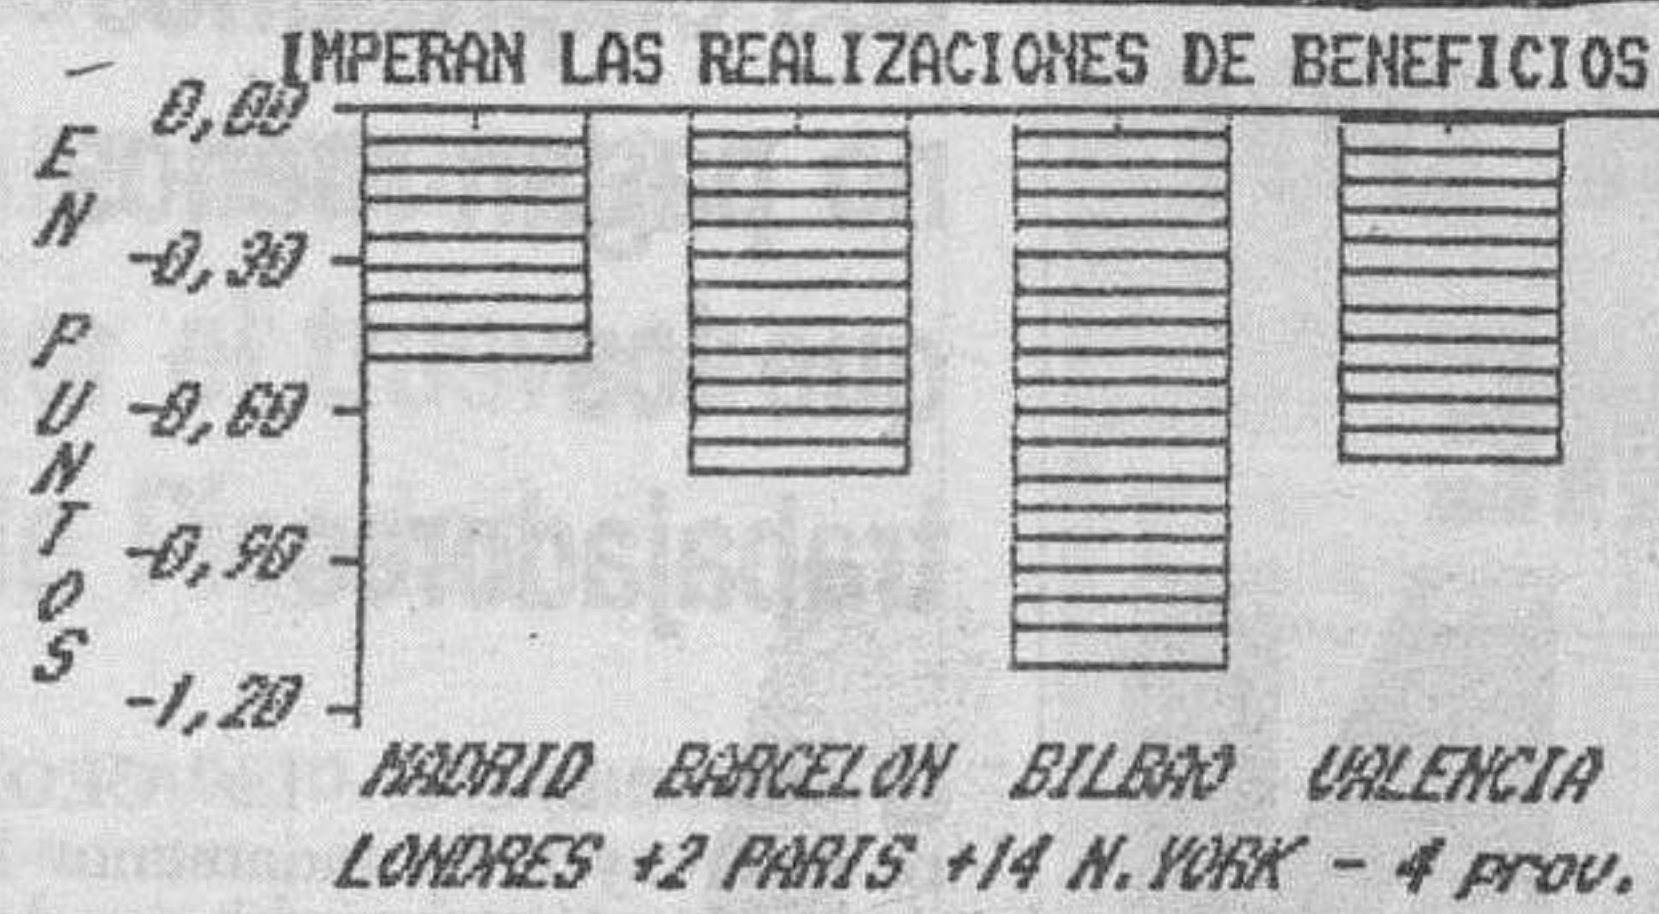 IMPERAN LAS REALIZACIONES DE BENEFICIOS
EN PUNTOS
0,00
-0,30
-0,60
-0,90
-1,20
MADRID BARCELON BILBAO VALENCIA
LONDRES +2 PARIS +14 N.YORK - 4 prov.